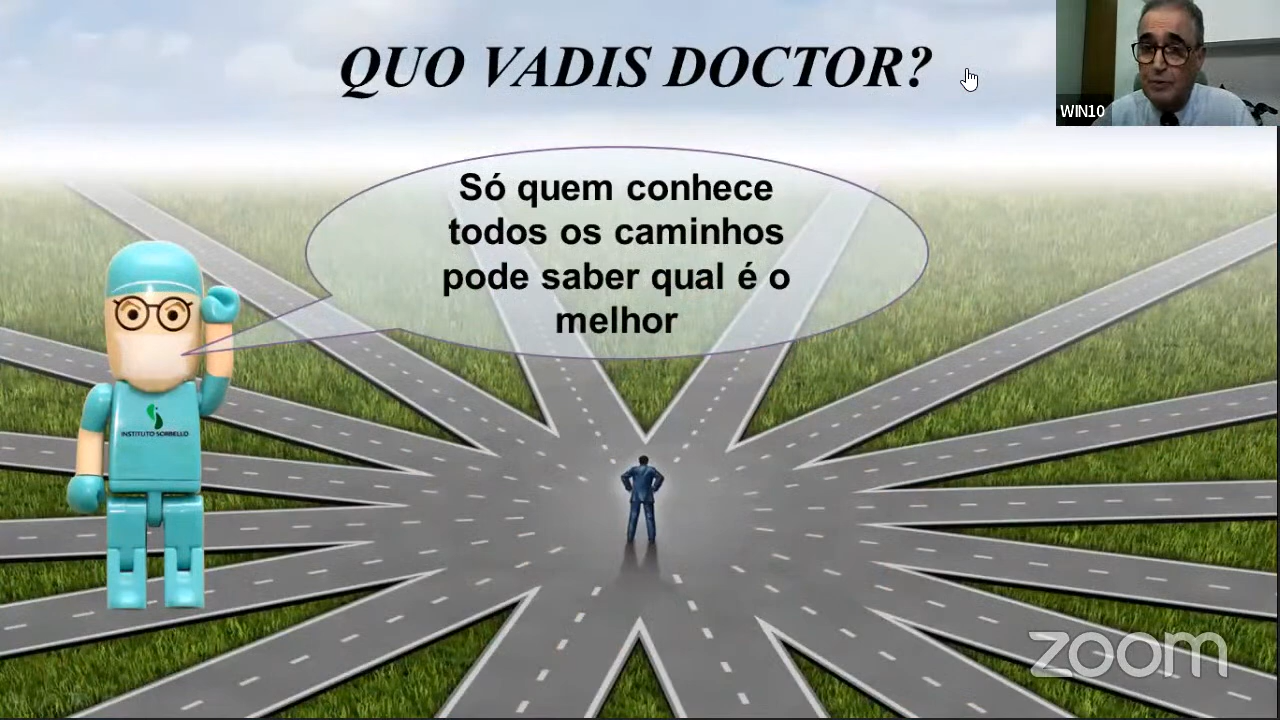 QUO VADIS DOCTOR?
WIN10
Só quem conhece
todos os caminhos
pode saber qual é o
melhor
INSTITUTO SORBELLO
zoom